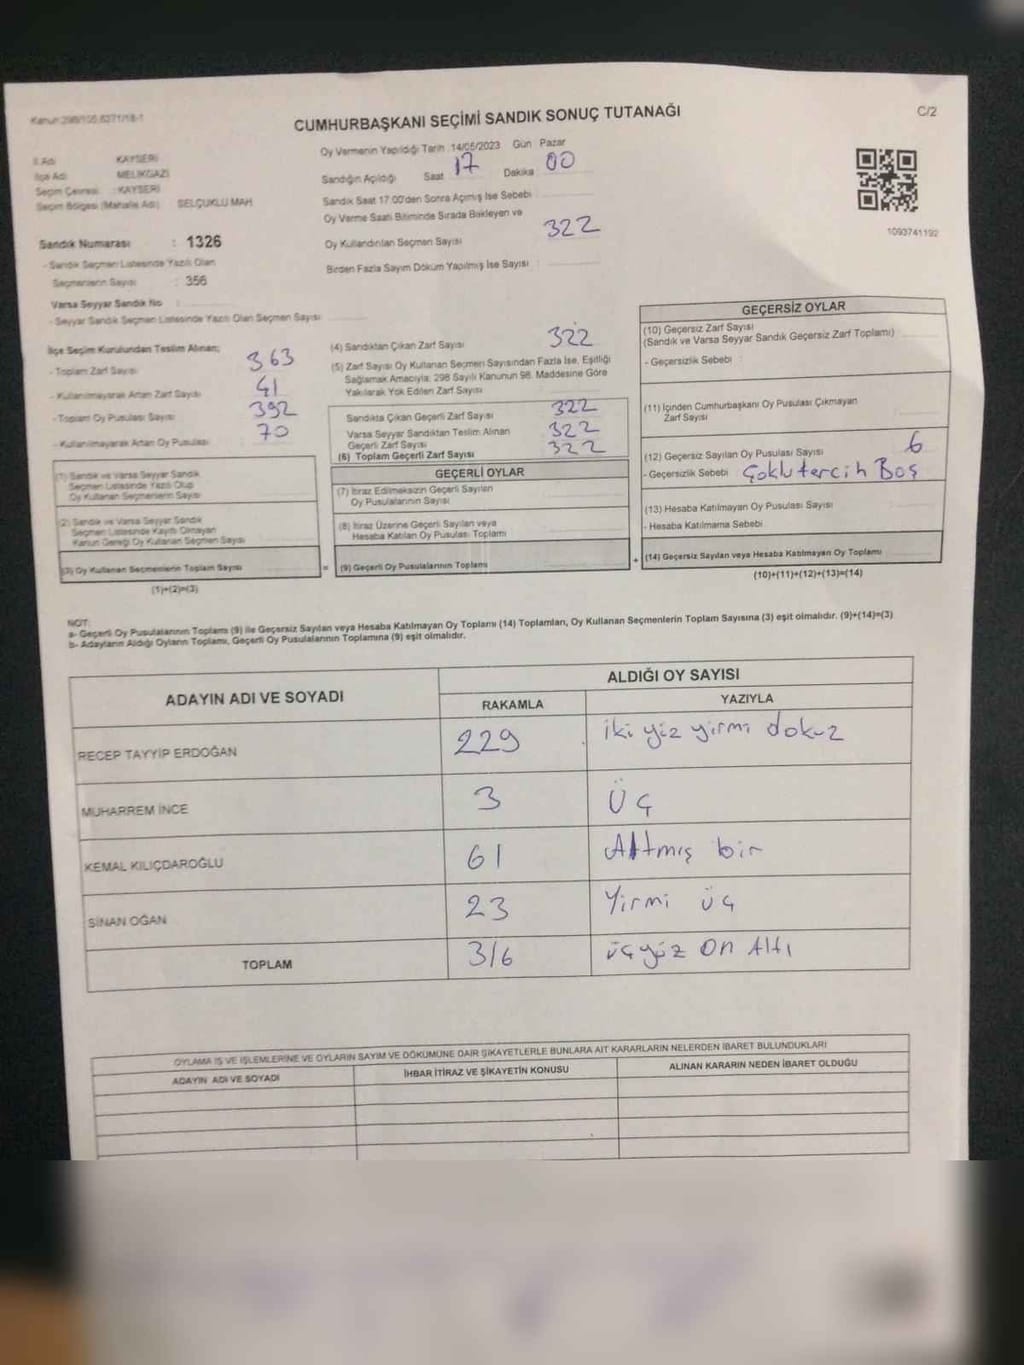 Kanun 298/105,6271/18-1
CUMHURBAŞKANI SEÇİMİ SANDIK SONUÇ TUTANAĞI
C/2
İl Adı KAYSERİ
İlçe Adı MELİKGAZİ
Seçim Çevresi : KAYSERİ
Seçim Bölgesi (Mahalle Adı) SELÇUKLU MAH
Sandık Numarası : 1326
- Sandık Seçmen Listesinde Yazılı Olan
Seçmenlerin Sayısı : 356
Varsa Seyyar Sandık No
- Seyyar Sandık Seçmen Listesinde Yazılı Olan Seçmen Sayısı
Oy Vermenin Yapıldığı Tarih 14/05/2023 Gün Pazar
Sandığın Açıldığı Saat 17 Dakika 00
Sandık Saat 17.00'den Sonra Açılmış İse Sebebi
Oy Verme Saati Bitiminde Sırada Bekleyen ve
Oy Kullandırılan Seçmen Sayısı 322
Birden Fazla Sayım Döküm Yapılmış İse Sayısı
1093741192
İlçe Seçim Kurulundan Teslim Alınan;
- Toplam Zarf Sayısı 363
- Kullanılmayarak Artan Zarf Sayısı 41
- Toplam Oy Pusulası Sayısı 392
- Kullanılmayarak Artan Oy Pusulası 70
(1) Sandık ve Varsa Seyyar Sandık
Seçmen Listesinde Yazılı Olup
Oy Kullanan Seçmenlerin Sayısı
(2) Sandık ve Varsa Seyyar Sandık
Seçmen Listesinde Kayıtlı Olmayan
Kanun Gereği Oy Kullanan Seçmen Sayısı
(3) Oy Kullanan Seçmenlerin Toplam Sayısı
(1)+(2)=(3)
=
(4) Sandıktan Çıkan Zarf Sayısı 322
(5) Zarf Sayısı Oy Kullanan Seçmen Sayısından Fazla İse, Eşitliği
Sağlamak Amacıyla; 298 Sayılı Kanunun 98. Maddesine Göre
Yakılarak Yok Edilen Zarf Sayısı
Sandıkta Çıkan Geçerli Zarf Sayısı 322
Varsa Seyyar Sandıktan Teslim Alınan
Geçerli Zarf Sayısı 322
(6) Toplam Geçerli Zarf Sayısı 322
GEÇERLİ OYLAR
(7) İtiraz Edilmeksizin Geçerli Sayılan
Oy Pusulalarının Sayısı
(8) İtiraz Üzerine Geçerli Sayılan veya
Hesaba Katılan Oy Pusulası Toplamı
(9) Geçerli Oy Pusulalarının Toplamı
+
GEÇERSİZ OYLAR
(10) Geçersiz Zarf Sayısı
(Sandık ve Varsa Seyyar Sandık Geçersiz Zarf Toplamı)
- Geçersizlik Sebebi :
(11) İçinden Cumhurbaşkanı Oy Pusulası Çıkmayan
Zarf Sayısı
(12) Geçersiz Sayılan Oy Pusulası Sayısı 6
- Geçersizlik Sebebi Çoklu tercih Boş
(13) Hesaba Katılmayan Oy Pusulası Sayısı
- Hesaba Katılmama Sebebi
(14) Geçersiz Sayılan veya Hesaba Katılmayan Oy Toplamı
(10)+(11)+(12)+(13)=(14)
NOT:
a- Geçerli Oy Pusulalarının Toplamı (9) ile Geçersiz Sayılan veya Hesaba Katılmayan Oy Toplamı (14) Toplamları, Oy Kullanan Seçmenlerin Toplam Sayısına (3) eşit olmalıdır. (9)+(14)=(3)
b- Adayların Aldığı Oyların Toplamı, Geçerli Oy Pusulalarının Toplamına (9) eşit olmalıdır.
ADAYIN ADI VE SOYADI
ALDIĞI OY SAYISI
RAKAMLA YAZIYLA
RECEP TAYYİP ERDOĞAN 229 iki yüz yirmi dokuz
MUHARREM İNCE 3 Üç
KEMAL KILIÇDAROĞLU 61 Altmış bir
SİNAN OĞAN 23 Yirmi üç
TOPLAM 316 üçyüz on Altı
OYLAMA İŞ VE İŞLEMLERİNE VE OYLARIN SAYIM VE DÖKÜMÜNE DAİR ŞİKAYETLERLE BUNLARA AİT KARARLARIN NELERDEN İBARET BULUNDUKLARI
ADAYIN ADI VE SOYADI İHBAR İTİRAZ VE ŞİKAYETİN KONUSU ALINAN KARARIN NEDEN İBARET OLDUĞU